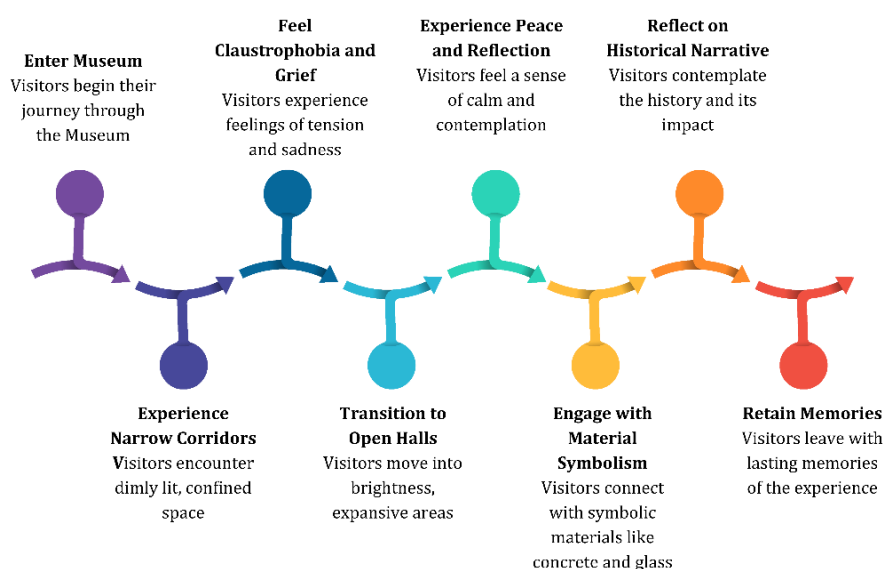 Enter Museum
Visitors begin their
journey through
the Museum
Experience
Narrow Corridors
Visitors encounter
dimly lit, confined
space
Feel
Claustrophobia and
Grief
Visitors experience
feelings of tension
and sadness
Transition to
Open Halls
Visitors move into
brightness,
expansive areas
Experience Peace
and Reflection
Visitors feel a sense
of calm and
contemplation
Engage with
Material
Symbolism
Visitors connect
with symbolic
materials like
concrete and glass
Reflect on
Historical Narrative
Visitors contemplate
the history and its
impact
Retain Memories
Visitors leave with
lasting memories
of the experience